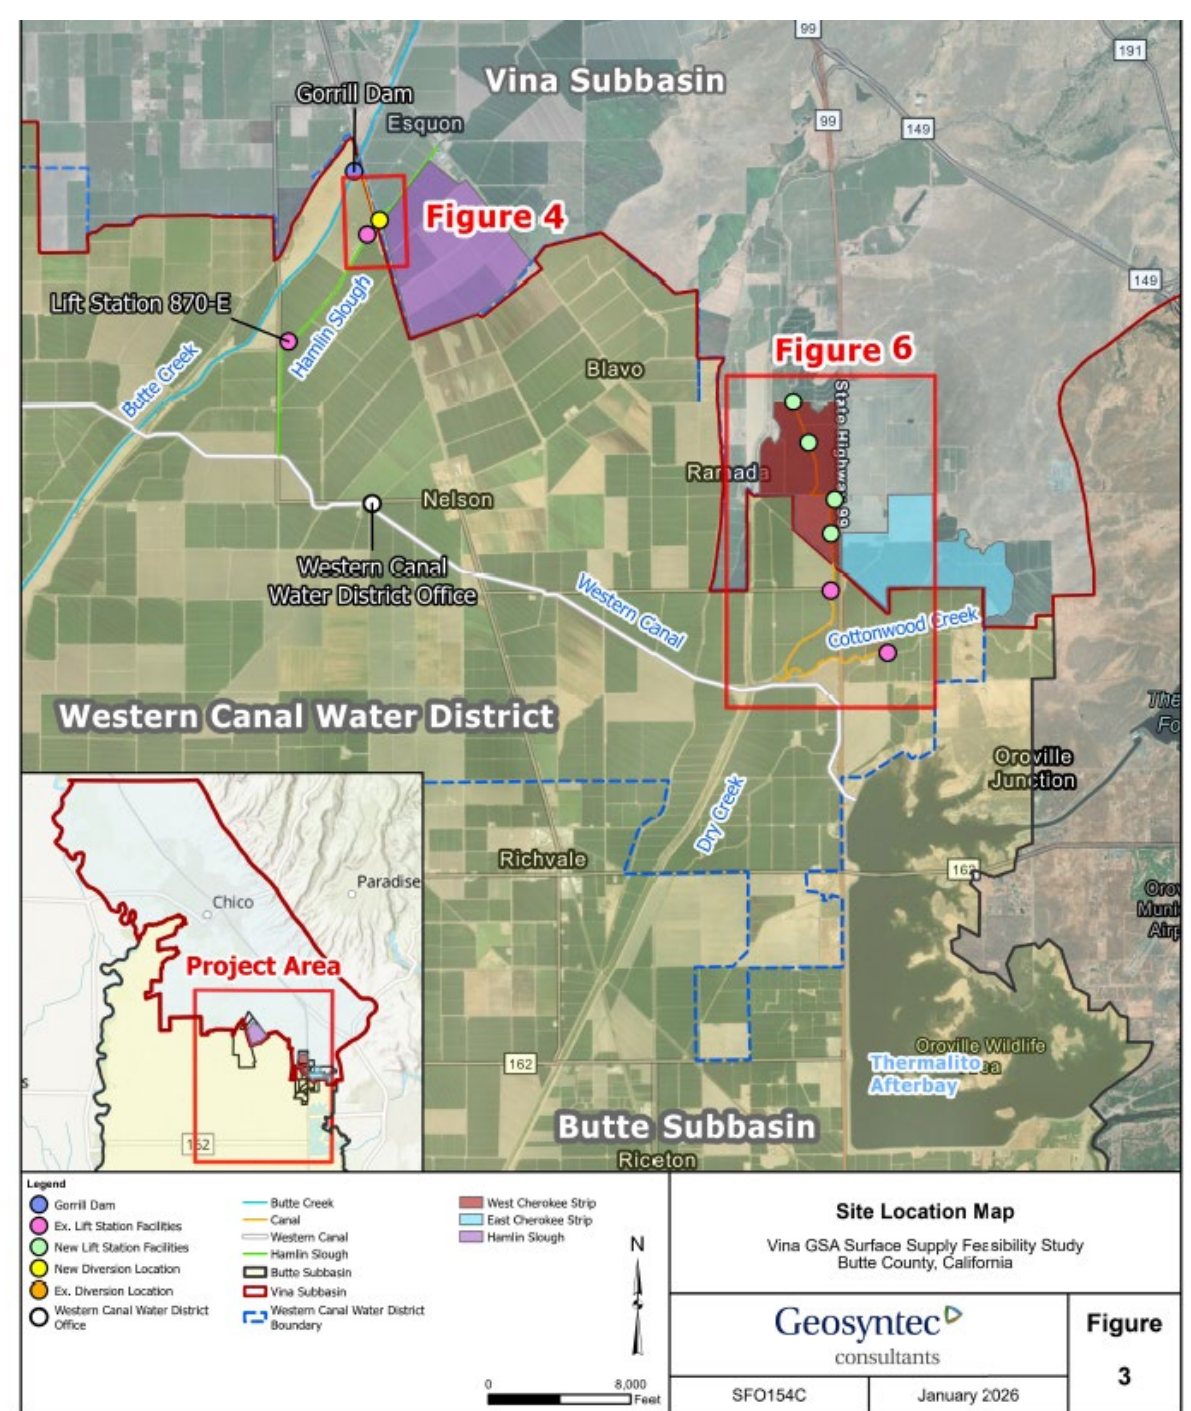 99
191
Vina Subbasin
Gorrill Dam
Esquon
99
149
Figure 4
149
Lift Station 870-E
Hamlin Slough
Butte Creek
Blavo
Figure 6
State Highway 99
Ramada
Nelson
Western Canal
Water District Office
Western Canal
Cottonwood Creek
Western Canal Water District
The
Fo
Oroville
Junction
Dry Creek
Richvale
162
Oro
Muni
Airp
Paradise
Chico
Project Area
s
162
162
Oroville Wildlife
Thermalito
Afterbay
Butte Subbasin
Riceton
Legend
Gorrill Dam
Ex. Lift Station Facilities
New Lift Station Facilities
New Diversion Location
Ex. Diversion Location
Western Canal Water District
Office
Butte Creek
Canal
Western Canal
Hamlin Slough
Butte Subbasin
Vina Subbasin
Western Canal Water District
Boundary
West Cherokee Strip
East Cherokee Strip
Hamlin Slough
N
0 8,000
Feet
Site Location Map
Vina GSA Surface Supply Feasibility Study
Butte County, California
Geosyntec
consultants
Figure
3
SFO154C
January 2026